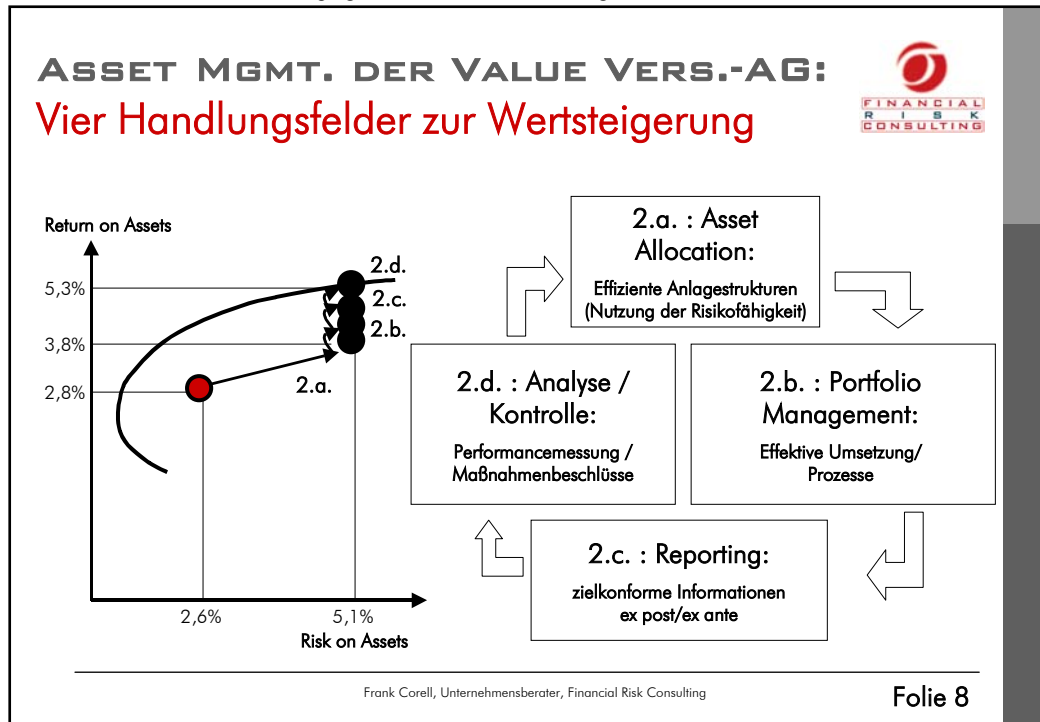 Asset Mgmt. der Value Vers.-AG:
Vier Handlungsfelder zur Wertsteigerung
FINANCIAL
RISK
CONSULTING
Return on Assets
5,3%
3,8%
2,8%
2.d.
2.c.
2.b.
2.a.
2,6%
5,1%
Risk on Assets
2.a. : Asset
Allocation:
Effiziente Anlagestrukturen
(Nutzung der Risikofähigkeit)
2.d. : Analyse /
Kontrolle:
Performancemessung /
Maßnahmenbeschlüsse
2.b. : Portfolio
Management:
Effektive Umsetzung/
Prozesse
2.c. : Reporting:
zielkonforme Informationen
ex post/ex ante
Frank Corell, Unternehmensberater, Financial Risk Consulting
Folie 8